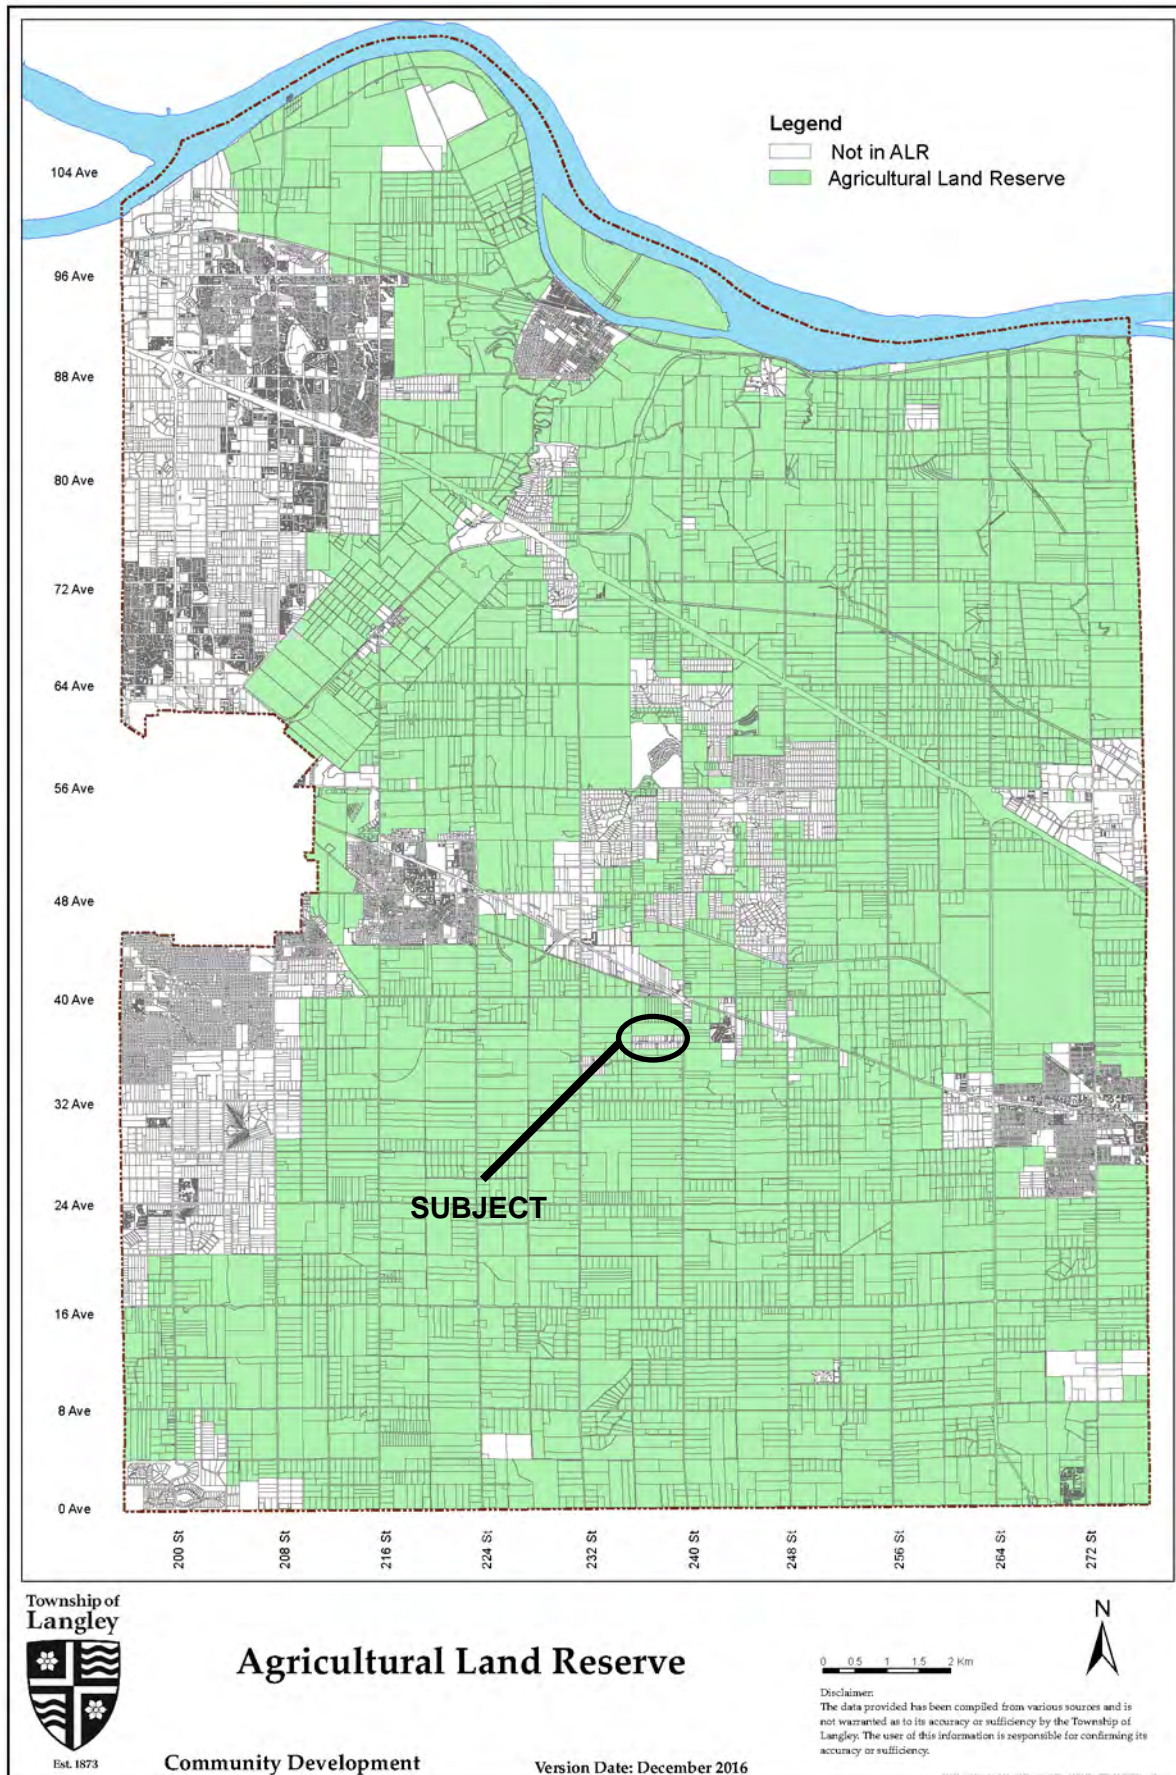 Legend
Not in ALR
Agricultural Land Reserve
104 Ave
96 Ave
88 Ave
80 Ave
72 Ave
64 Ave
56 Ave
48 Ave
40 Ave
32 Ave
24 Ave
16 Ave
8 Ave
0 Ave
SUBJECT
200 St
208 St
216 St
224 St
232 St
240 St
248 St
256 St
264 St
272 St
Township of
Langley
Est. 1873
Agricultural Land Reserve
Community Development
Version Date: December 2016
0 0.5 1 1.5 2 Km
N
Disclaimer:
The data provided has been compiled from various sources and is
not warranted as to its accuracy or sufficiency by the Township of
Langley. The user of this information is responsible for confirming its
accuracy or sufficiency.